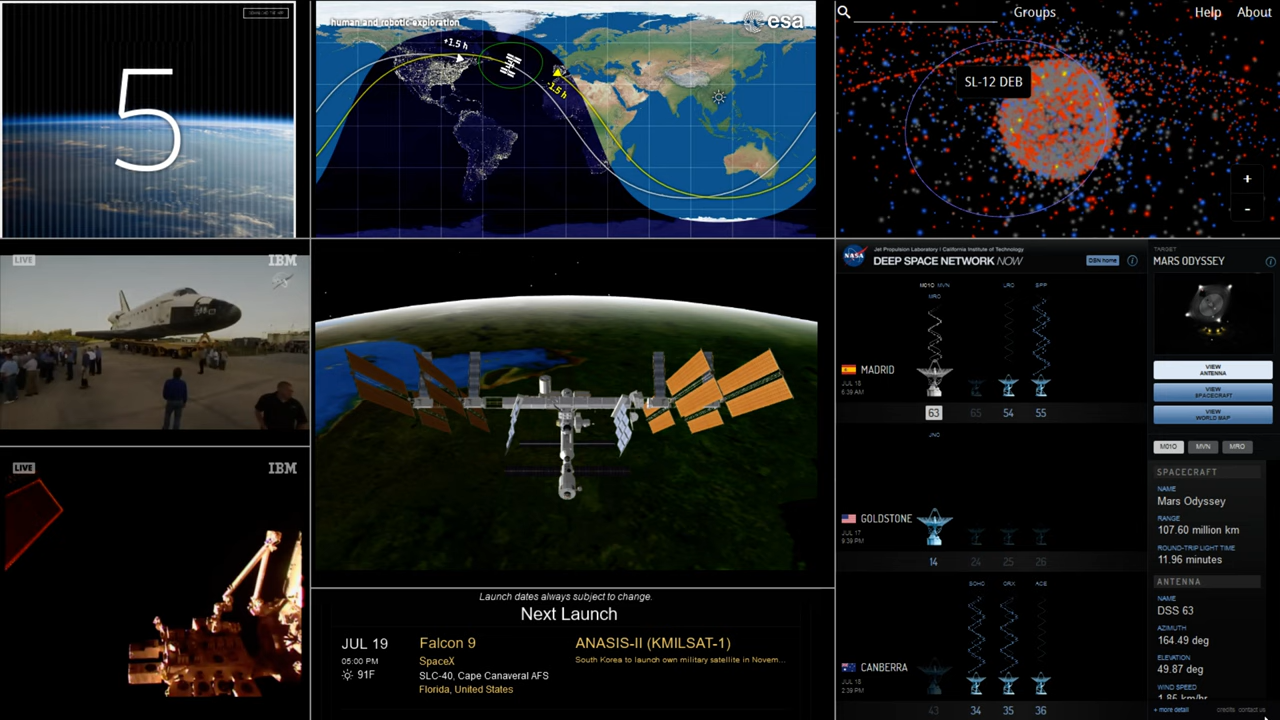 5
human and robotic exploration
esa
+1.5 h
-1.5 h
Groups
Help
About
SL-12 DEB
+
-
LIVE
IBM
LIVE
IBM
Launch dates always subject to change.
Next Launch
JUL 19
05:00 PM
91F
Falcon 9
SpaceX
SLC-40, Cape Canaveral AFS
Florida, United States
ANASIS-II (KMILSAT-1)
South Korea to launch own military satellite in Novem...
NASA
Jet Propulsion Laboratory | California Institute of Technology
DEEP SPACE NETWORK NOW
DSN home
M01O MVN
MRO
LRO
SPP
MADRID
JUL 18
6:39 AM
63 65 54 55
JNO
GOLDSTONE
JUL 17
9:39 PM
14 24 25 26
SOHO
ACE
CANBERRA
JUL 18
2:39 PM
43 34 35 36
TARGET
MARS ODYSSEY
VIEW
ANTENNA
VIEW
SPACECRAFT
VIEW
WORLD MAP
M01O MVN MRO
SPACECRAFT
NAME
Mars Odyssey
RANGE
107.60 million km
ROUND-TRIP LIGHT TIME
11.96 minutes
ANTENNA
NAME
DSS 63
AZIMUTH
164.49 deg
ELEVATION
49.87 deg
WIND SPEED
1.85 km/hr
+ more detail
credits contact us